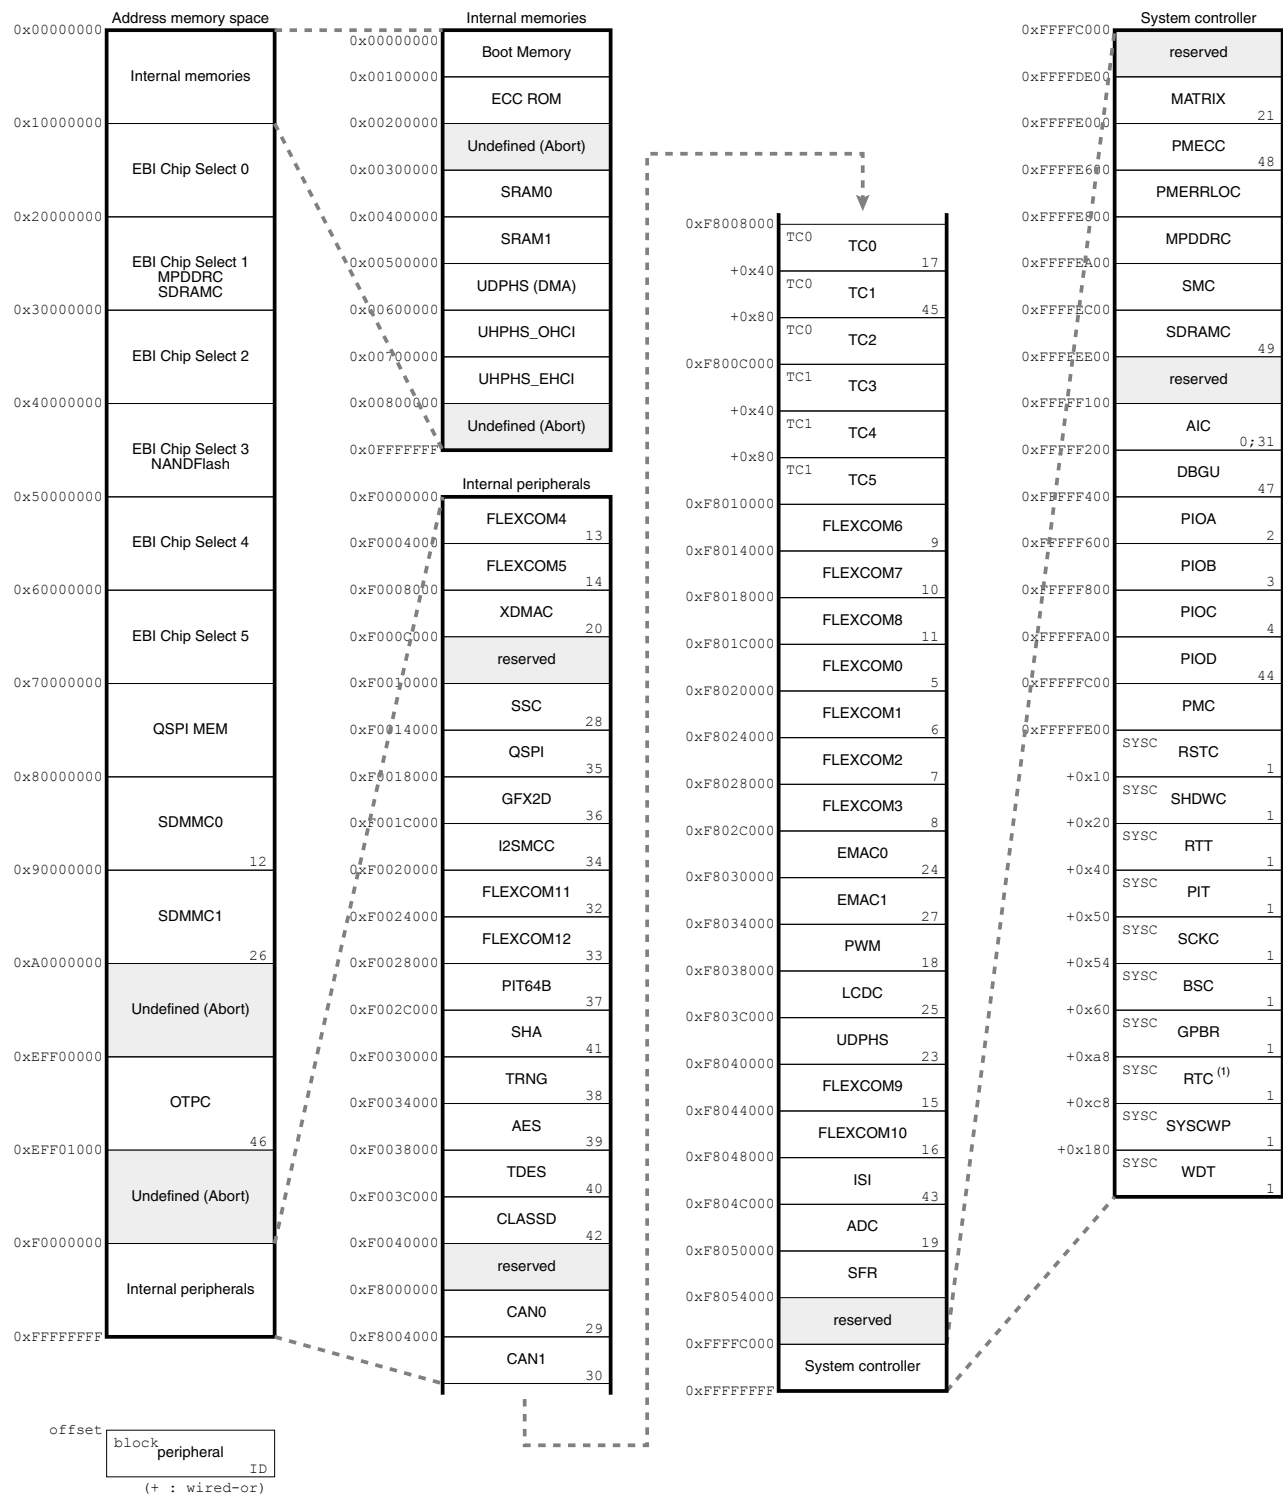 Address memory space
0x00000000
Internal memories
0x10000000
EBI Chip Select 0
0x20000000
EBI Chip Select 1
MPDDRC
SDRAMC
0x30000000
EBI Chip Select 2
0x40000000
EBI Chip Select 3
NANDFlash
0x50000000
EBI Chip Select 4
0x60000000
EBI Chip Select 5
0x70000000
QSPI MEM
0x80000000
SDMMC0
12
0x90000000
SDMMC1
26
0xA0000000
Undefined (Abort)
0xEFF00000
OTPC
46
0xEFF01000
Undefined (Abort)
0xF0000000
Internal peripherals
0xFFFFFFFF
offset
block
peripheral
ID
(+ : wired-or)
Internal memories
0x00000000
Boot Memory
0x00100000
ECC ROM
0x00200000
Undefined (Abort)
0x00300000
SRAM0
0x00400000
SRAM1
0x00500000
UDPHS (DMA)
0x00600000
UHPHS_OHCI
0x00700000
UHPHS_EHCI
0x00800000
Undefined (Abort)
0x0FFFFFFF
Internal peripherals
0xF0000000
FLEXCOM4
13
0xF0004000
FLEXCOM5
14
0xF0008000
XDMAC
20
0xF000C000
reserved
0xF0010000
SSC
28
0xF0014000
QSPI
35
0xF0018000
GFX2D
36
0xF001C000
I2SMCC
34
0xF0020000
FLEXCOM11
32
0xF0024000
FLEXCOM12
33
0xF0028000
PIT64B
37
0xF002C000
SHA
41
0xF0030000
TRNG
38
0xF0034000
AES
39
0xF0038000
TDES
40
0xF003C000
CLASSD
42
0xF0040000
reserved
0xF8000000
CAN0
29
0xF8004000
CAN1
30
0xF8008000
TC0
TC0
17
+0x40
TC0
TC1
45
+0x80
TC0
TC2
0xF800C000
TC1
TC3
+0x40
TC1
TC4
+0x80
TC1
TC5
0xF8010000
FLEXCOM6
9
0xF8014000
FLEXCOM7
10
0xF8018000
FLEXCOM8
11
0xF801C000
FLEXCOM0
5
0xF8020000
FLEXCOM1
6
0xF8024000
FLEXCOM2
7
0xF8028000
FLEXCOM3
8
0xF802C000
EMAC0
24
0xF8030000
EMAC1
27
0xF8034000
PWM
18
0xF8038000
LCDC
25
0xF803C000
UDPHS
23
0xF8040000
FLEXCOM9
15
0xF8044000
FLEXCOM10
16
0xF8048000
ISI
43
0xF804C000
ADC
19
0xF8050000
SFR
0xF8054000
reserved
0xFFFFC000
System controller
0xFFFFFFFF
System controller
0xFFFFC000
reserved
0xFFFFDE00
MATRIX
21
0xFFFFE000
PMECC
48
0xFFFFE600
PMERRLOC
0xFFFFE800
MPDDRC
0xFFFFEA00
SMC
0xFFFFEC00
SDRAMC
49
0xFFFFEE00
reserved
0xFFFFF100
AIC
0;31
0xFFFFF200
DBGU
47
0xFFFFF400
PIOA
2
0xFFFFF600
PIOB
3
0xFFFFF800
PIOC
4
0xFFFFFA00
PIOD
44
0xFFFFFC00
PMC
0xFFFFFE00
SYSC
RSTC
1
+0x10
SYSC
SHDWC
1
+0x20
SYSC
RTT
1
+0x40
SYSC
PIT
1
+0x50
SYSC
SCKC
1
+0x54
SYSC
BSC
1
+0x60
SYSC
GPBR
1
+0xa8
SYSC
RTC (1)
1
+0xc8
SYSC
SYSCWP
1
+0x180
SYSC
WDT
1